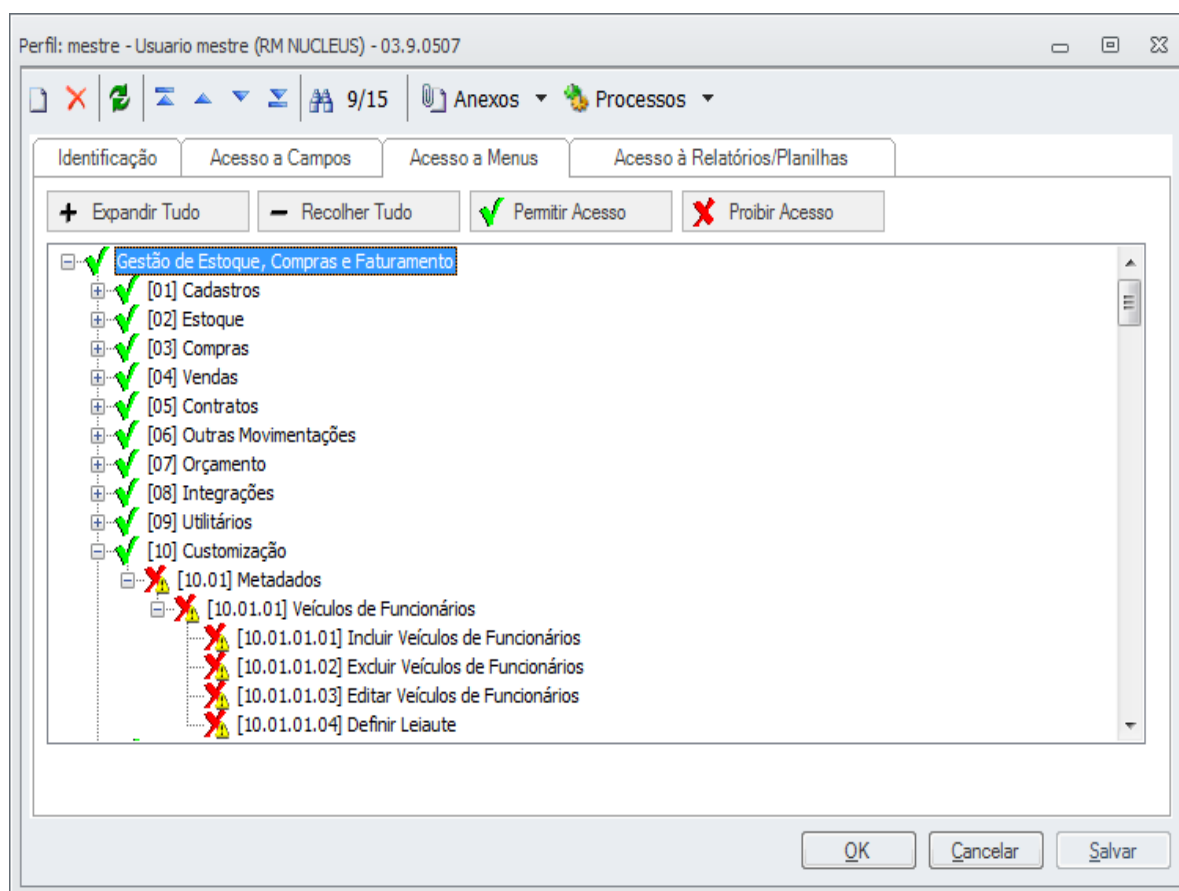 Perfil: mestre - Usuario mestre (RM NUCLEUS) - 03.9.0507
9/15 Anexos Processos
Identificação Acesso a Campos Acesso a Menus Acesso à Relatórios/Planilhas
Expandir Tudo Recolher Tudo Permitir Acesso Proibir Acesso
Gestão de Estoque, Compras e Faturamento
[01] Cadastros
[02] Estoque
[03] Compras
[04] Vendas
[05] Contratos
[06] Outras Movimentações
[07] Orçamento
[08] Integrações
[09] Utilitários
[10] Customização
[10.01] Metadados
[10.01.01] Veículos de Funcionários
[10.01.01.01] Incluir Veículos de Funcionários
[10.01.01.02] Excluir Veículos de Funcionários
[10.01.01.03] Editar Veículos de Funcionários
[10.01.01.04] Definir Leiaute
OK Cancelar Salvar